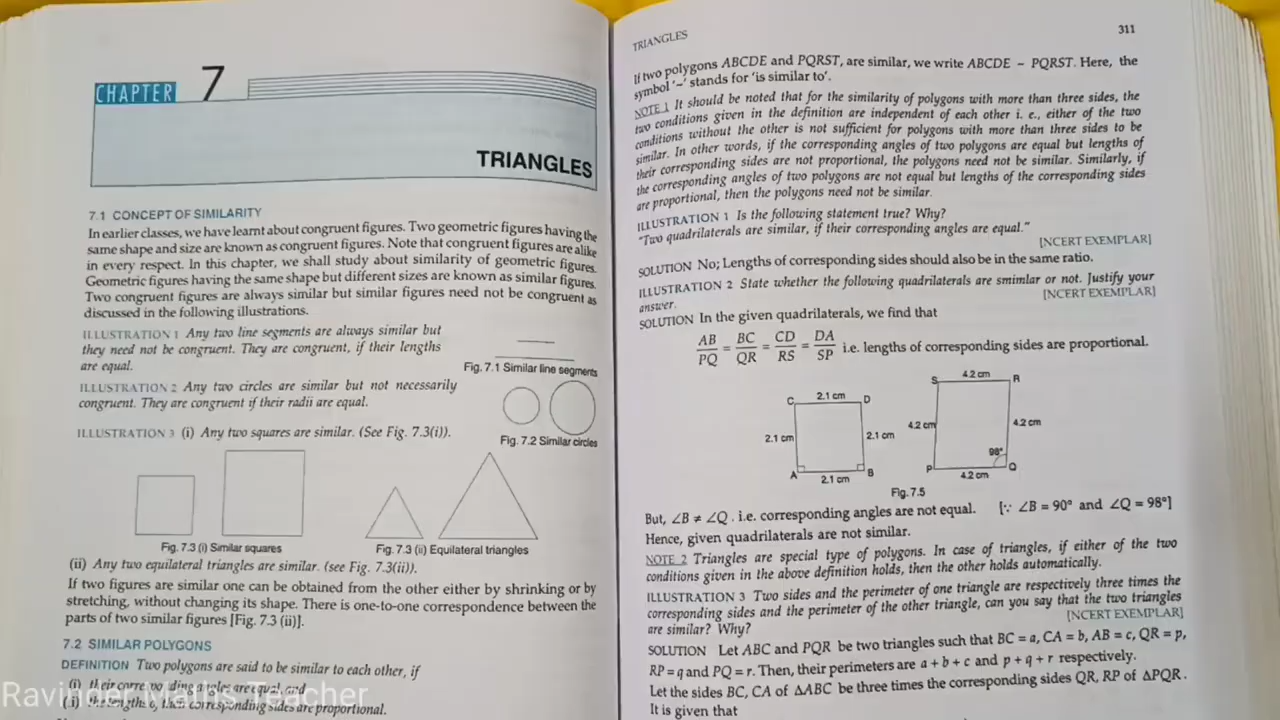 CHAPTER 7
TRIANGLES
7.1 CONCEPT OF SIMILARITY
In earlier classes, we have learnt about congruent figures. Two geometric figures having the
same shape and size are known as congruent figures. Note that congruent figures are alike
in every respect. In this chapter, we shall study about similarity of geometric figures.
Geometric figures having the same shape but different sizes are known as similar figures.
Two congruent figures are always similar but similar figures need not be congruent as
discussed in the following illustrations.
ILLUSTRATION 1 Any two line segments are always similar but
they need not be congruent. They are congruent, if their lengths
are equal.
Fig. 7.1 Similar line segments
ILLUSTRATION 2 Any two circles are similar but not necessarily
congruent. They are congruent if their radii are equal.
Fig. 7.2 Similar circles
ILLUSTRATION 3 (i) Any two squares are similar. (See Fig. 7.3(i)).
Fig. 7.3 (i) Similar squares
Fig. 7.3 (ii) Equilateral triangles
(ii) Any two equilateral triangles are similar. (see Fig. 7.3(ii)).
If two figures are similar one can be obtained from the other either by shrinking or by
stretching, without changing its shape. There is one-to-one correspondence between the
parts of two similar figures [Fig. 7.3 (ii)].
7.2 SIMILAR POLYGONS
DEFINITION Two polygons are said to be similar to each other, if
(i) their corresponding angles are equal, and
(ii) the lengths of their corresponding sides are proportional.
Ravinder Maths Teacher
TRIANGLES
311
If two polygons ABCDE and PQRST, are similar, we write ABCDE ~ PQRST. Here, the
symbol '~' stands for 'is similar to'.
NOTE 1 It should be noted that for the similarity of polygons with more than three sides, the
two conditions given in the definition are independent of each other i. e., either of the two
conditions without the other is not sufficient for polygons with more than three sides to be
similar. In other words, if the corresponding angles of two polygons are equal but lengths of
their corresponding sides are not proportional, the polygons need not be similar. Similarly, if
the corresponding angles of two polygons are not equal but lengths of the corresponding sides
are proportional, then the polygons need not be similar.
ILLUSTRATION 1 Is the following statement true? Why?
"Two quadrilaterals are similar, if their corresponding angles are equal."
[NCERT EXEMPLAR]
SOLUTION No; Lengths of corresponding sides should also be in the same ratio.
ILLUSTRATION 2 State whether the following quadrilaterals are smimlar or not. Justify your
answer.
[NCERT EXEMPLAR]
SOLUTION In the given quadrilaterals, we find that
AB/PQ = BC/QR = CD/RS = DA/SP i.e. lengths of corresponding sides are proportional.
C 2.1 cm D
2.1 cm 2.1 cm
A 2.1 cm B
S 4.2 cm R
4.2 cm 4.2 cm
98°
P 4.2 cm Q
Fig. 7.5
But, ∠B ≠ ∠Q . i.e. corresponding angles are not equal. [∵ ∠B = 90° and ∠Q = 98°]
Hence, given quadrilaterals are not similar.
NOTE 2 Triangles are special type of polygons. In case of triangles, if either of the two
conditions given in the above definition holds, then the other holds automatically.
ILLUSTRATION 3 Two sides and the perimeter of one triangle are respectively three times the
corresponding sides and the perimeter of the other triangle, can you say that the two triangles
are similar? Why?
[NCERT EXEMPLAR]
SOLUTION Let ABC and PQR be two triangles such that BC = a, CA = b, AB = c, QR = p,
RP = q and PQ = r. Then, their perimeters are a + b + c and p + q + r respectively.
Let the sides BC, CA of ΔABC be three times the corresponding sides QR, RP of ΔPQR.
It is given that